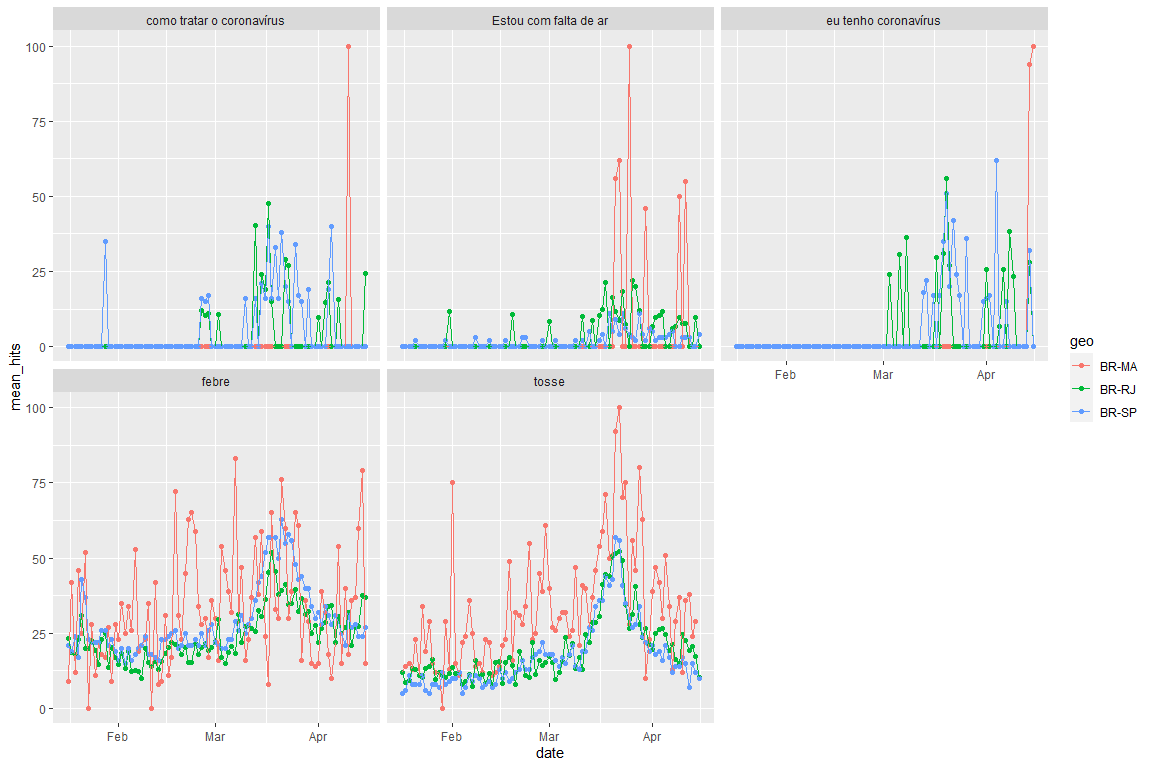 como tratar o coronavírus
Estou com falta de ar
eu tenho coronavírus
100
75
50
25
0
Feb
Mar
Apr
mean_hits
geo
BR-MA
BR-RJ
BR-SP
febre
tosse
100
75
50
25
0
Feb
Mar
Apr
Feb
Mar
Apr
date